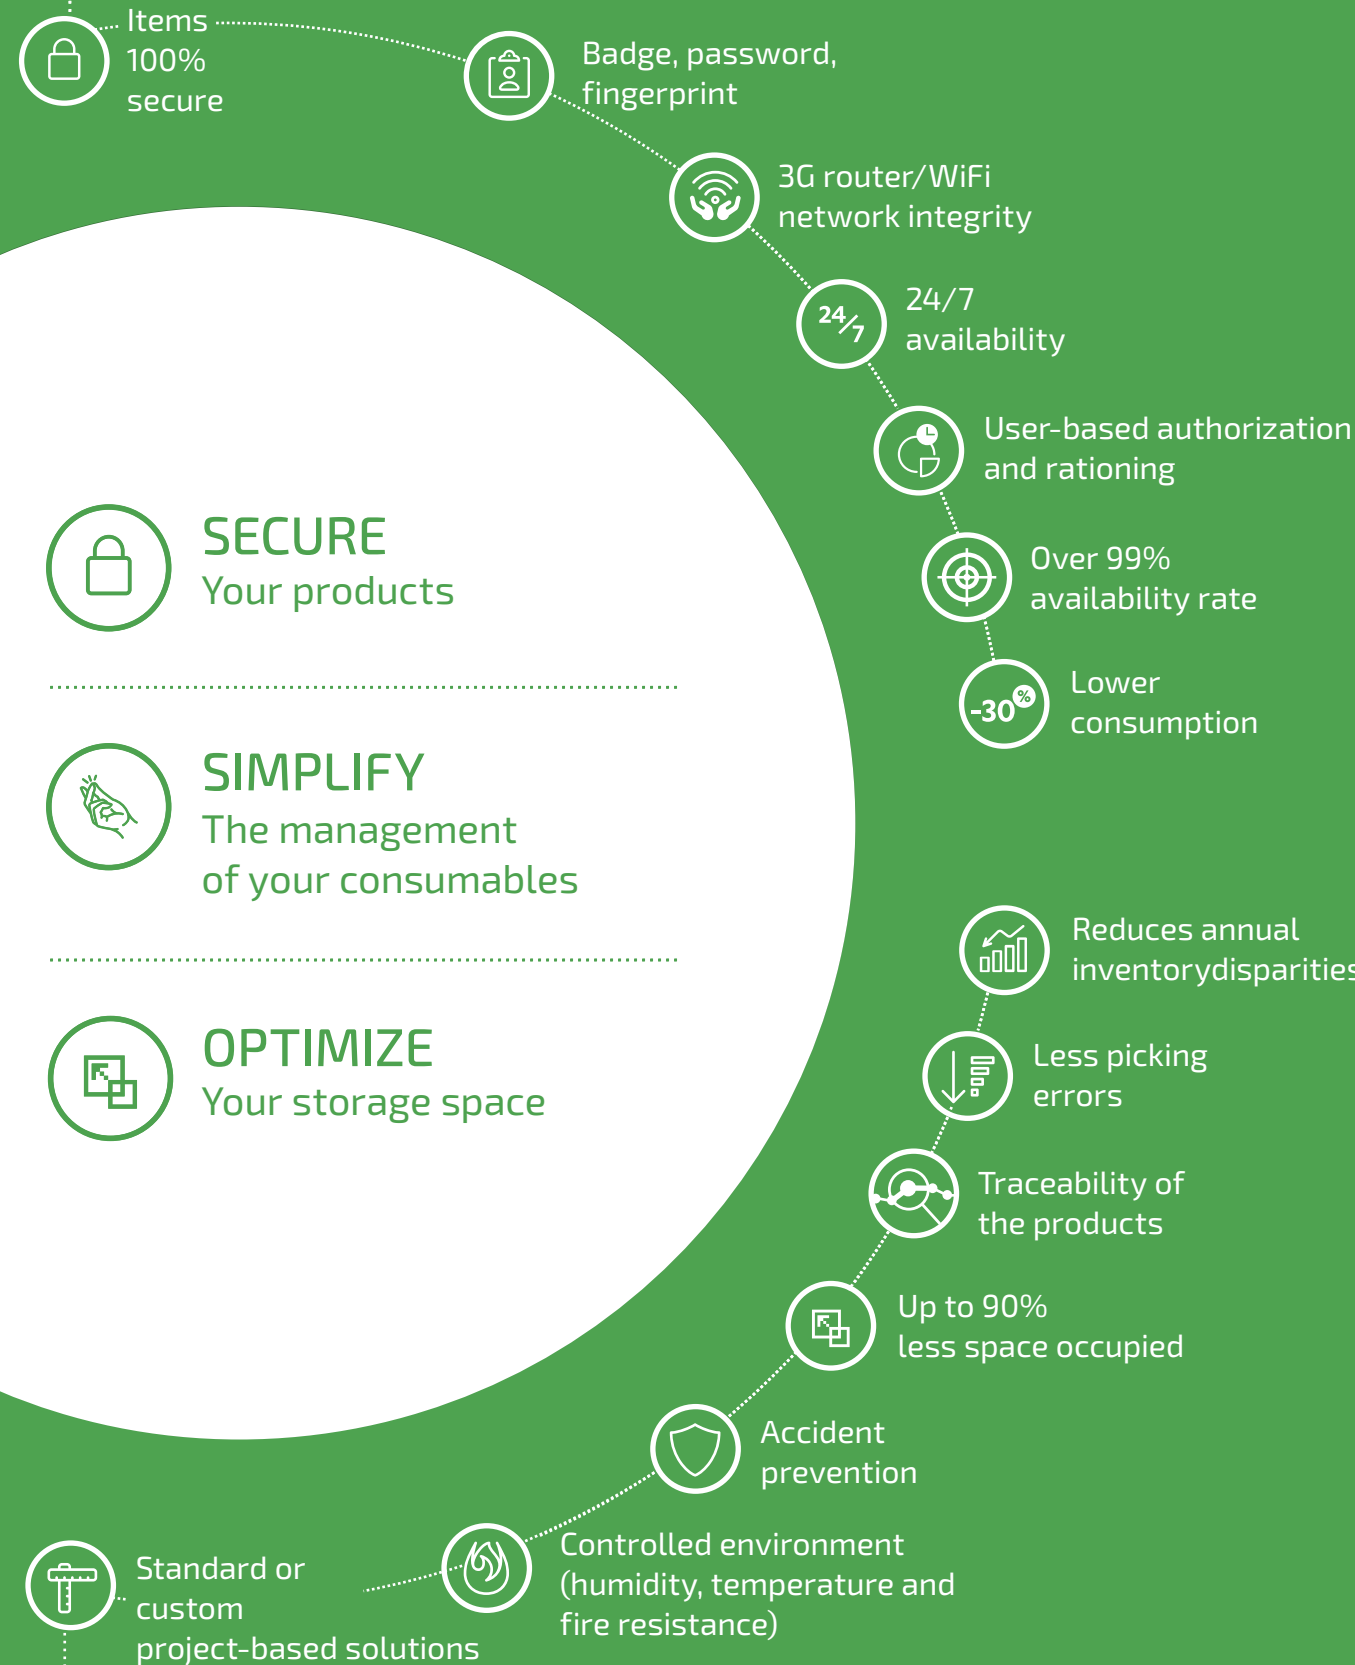 Items
100%
secure
Badge, password,
fingerprint
3G router/WiFi
network integrity
24/7
24/7
availability
User-based authorization
and rationing
Over 99%
availability rate
-30%
Lower
consumption
SECURE
Your products
SIMPLIFY
The management
of your consumables
OPTIMIZE
Your storage space
Reduces annual
inventorydisparities
Less picking
errors
Traceability of
the products
Up to 90%
less space occupied
Accident
prevention
Controlled environment
(humidity, temperature and
fire resistance)
Standard or
custom
project-based solutions